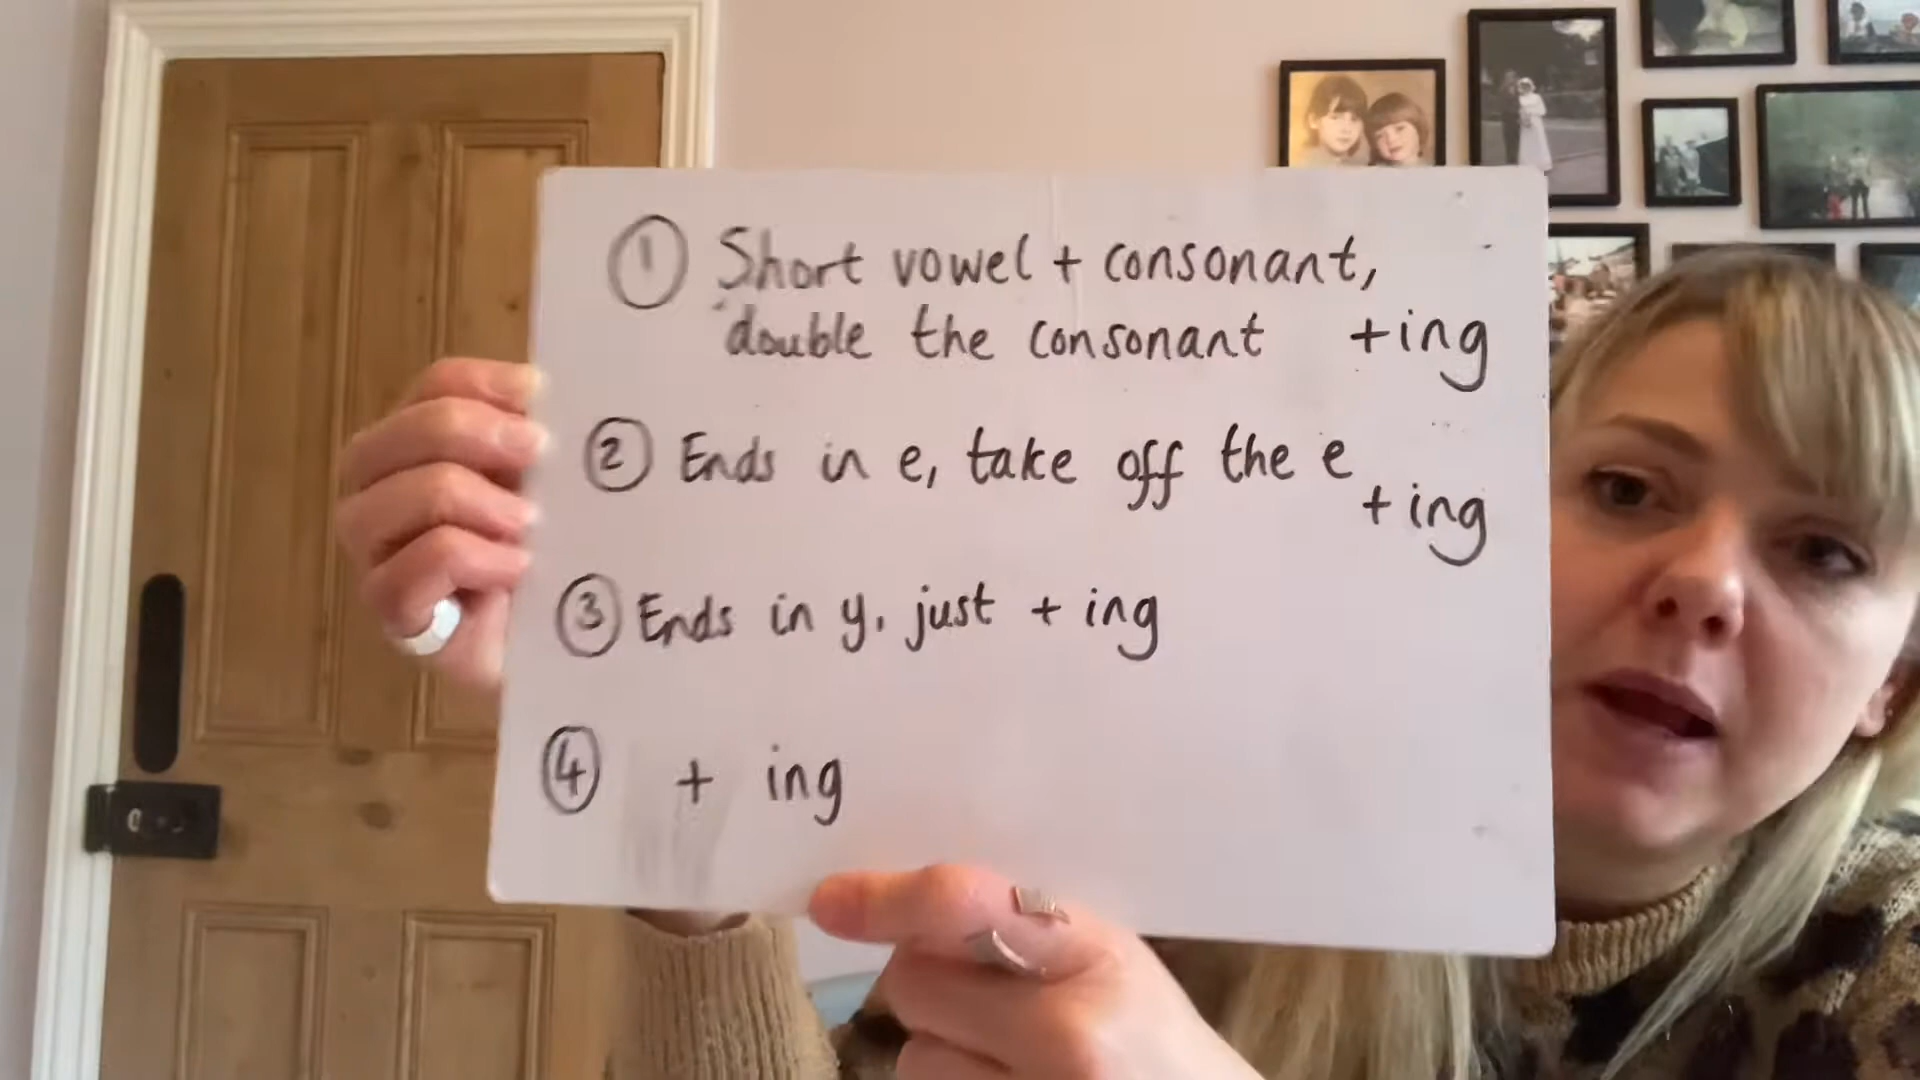 ① Short vowel + consonant,
double the consonant +ing
② Ends in e, take off the e
+ ing
③ Ends in y, just + ing
④ + ing